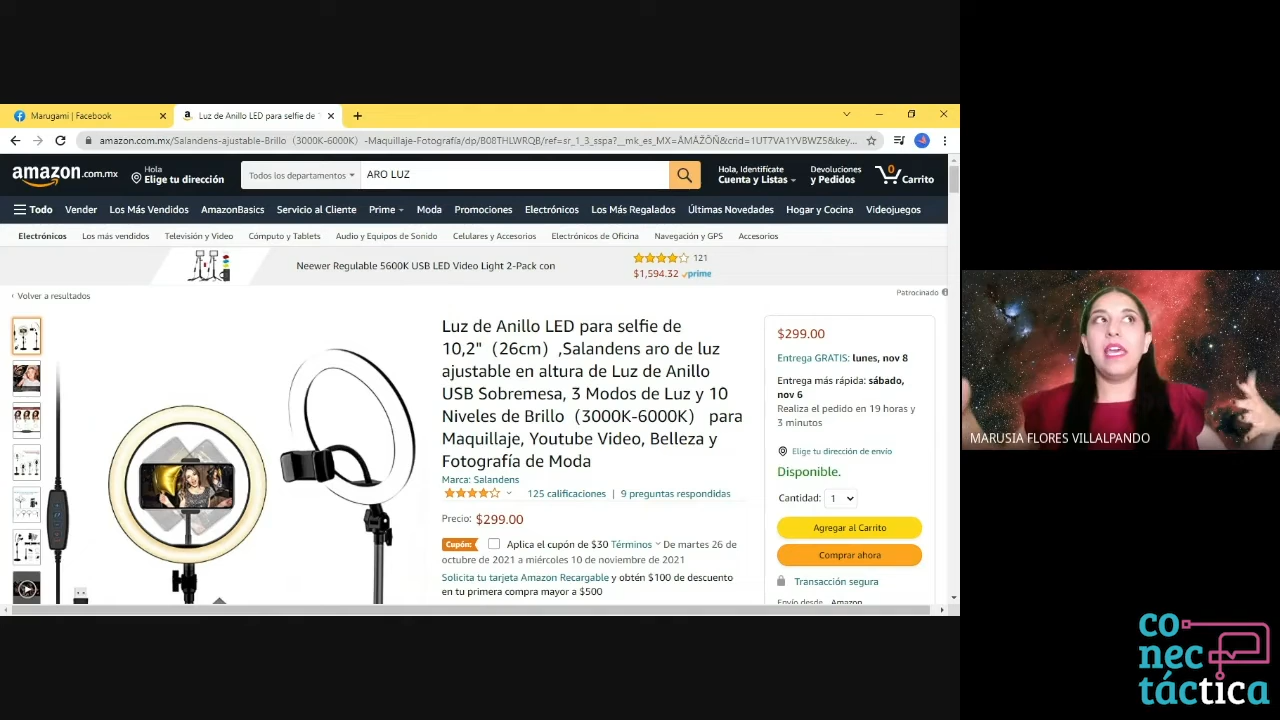 Marugami | Facebook
Luz de Anillo LED para selfie de
amazon.com.mx/Salandens-ajustable-Brillo（3000K-6000K）-Maquillaje-Fotografía/dp/B08THLWRQB/ref=sr_1_3_sspa?__mk_es_MX=ÅMÅŽÕÑ&crid=1UT7VA1YVBWZ5&key...
amazon.com.mx
Hola
Elige tu dirección
Todos los departamentos
ARO LUZ
Hola, Identifícate
Cuenta y Listas
Devoluciones
y Pedidos
0
Carrito
Todo Vender Los Más Vendidos AmazonBasics Servicio al Cliente Prime Moda Promociones Electrónicos Los Más Regalados Últimas Novedades Hogar y Cocina Videojuegos
Electrónicos Los más vendidos Televisión y Video Cómputo y Tablets Audio y Equipos de Sonido Celulares y Accesorios Electrónicos de Oficina Navegación y GPS Accesorios
Neewer Regulable 5600K USB LED Video Light 2-Pack con
121
$1,594.32 prime
‹ Volver a resultados
Patrocinado
Luz de Anillo LED para selfie de
10,2"（26cm）,Salandens aro de luz
ajustable en altura de Luz de Anillo
USB Sobremesa, 3 Modos de Luz y 10
Niveles de Brillo（3000K-6000K） para
Maquillaje, Youtube Video, Belleza y
Fotografía de Moda
Marca: Salandens
125 calificaciones | 9 preguntas respondidas
Precio: $299.00
Cupón: Aplica el cupón de $30 Términos De martes 26 de
octubre de 2021 a miércoles 10 de noviembre de 2021
Solicita tu tarjeta Amazon Recargable y obtén $100 de descuento
en tu primera compra mayor a $500
$299.00
Entrega GRATIS: lunes, nov 8
Entrega más rápida: sábado,
nov 6
Realiza el pedido en 19 horas y
3 minutos
Elige tu dirección de envío
Disponible.
Cantidad: 1
Agregar al Carrito
Comprar ahora
Transacción segura
Envío desde Amazon
MARUSIA FLORES VILLALPANDO
co
nec
táctica